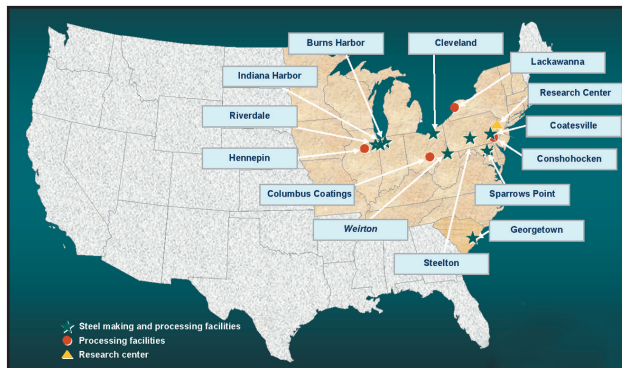 Burns Harbor
Cleveland
Lackawanna
Indiana Harbor
Research Center
Riverdale
Coatesville
Hennepin
Conshohocken
Columbus Coatings
Sparrows Point
Weirton
Georgetown
Steelton
Steel making and processing facilities
Processing facilities
Research center